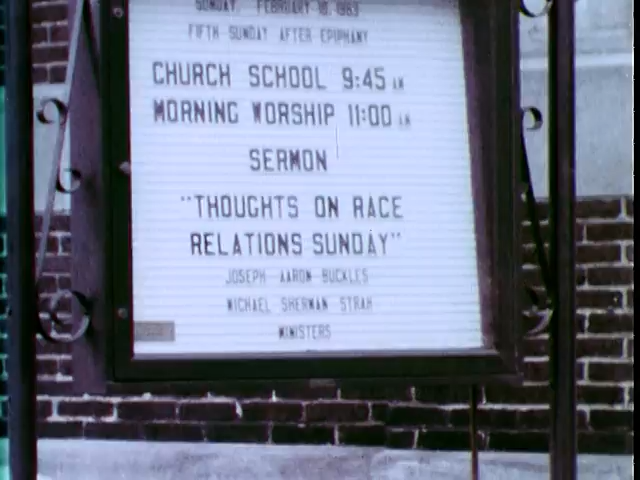 SUNDAY, FEBRUARY 10, 1963
FIFTH SUNDAY AFTER EPIPHANY
CHURCH SCHOOL 9:45 AM
MORNING WORSHIP 11:00 AM
SERMON
"THOUGHTS ON RACE
RELATIONS SUNDAY"
JOSEPH AARON BUCKLES
MICHAEL SHERMAN STRAH
MINISTERS